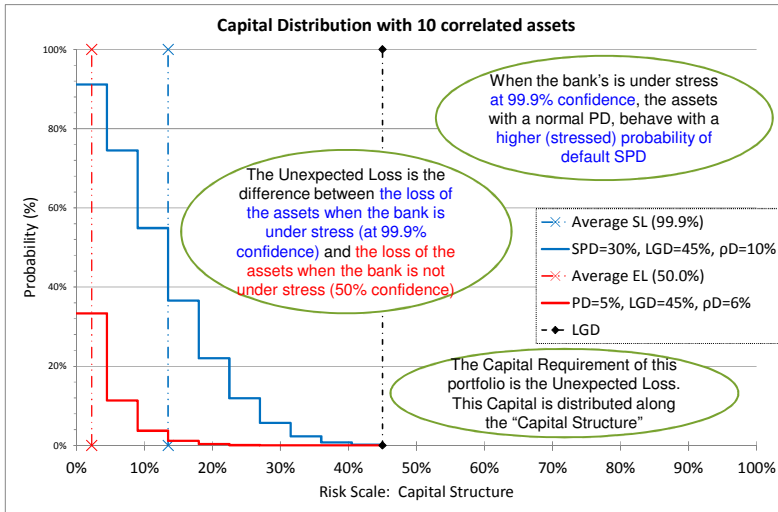 Capital Distribution with 10 correlated assets
100%
80%
60%
40%
20%
0%
Probability (%)
When the bank's is under stress
at 99.9% confidence, the assets
with a normal PD, behave with a
higher (stressed) probability of
default SPD
The Unexpected Loss is the
difference between the loss of
the assets when the bank is
under stress (at 99.9%
confidence) and the loss of the
assets when the bank is not
under stress (50% confidence)
Average SL (99.9%)
SPD=30%, LGD=45%, ρD=10%
Average EL (50.0%)
PD=5%, LGD=45%, ρD=6%
LGD
The Capital Requirement of this
portfolio is the Unexpected Loss.
This Capital is distributed along
the “Capital Structure”
0% 10% 20% 30% 40% 50% 60% 70% 80% 90% 100%
Risk Scale: Capital Structure